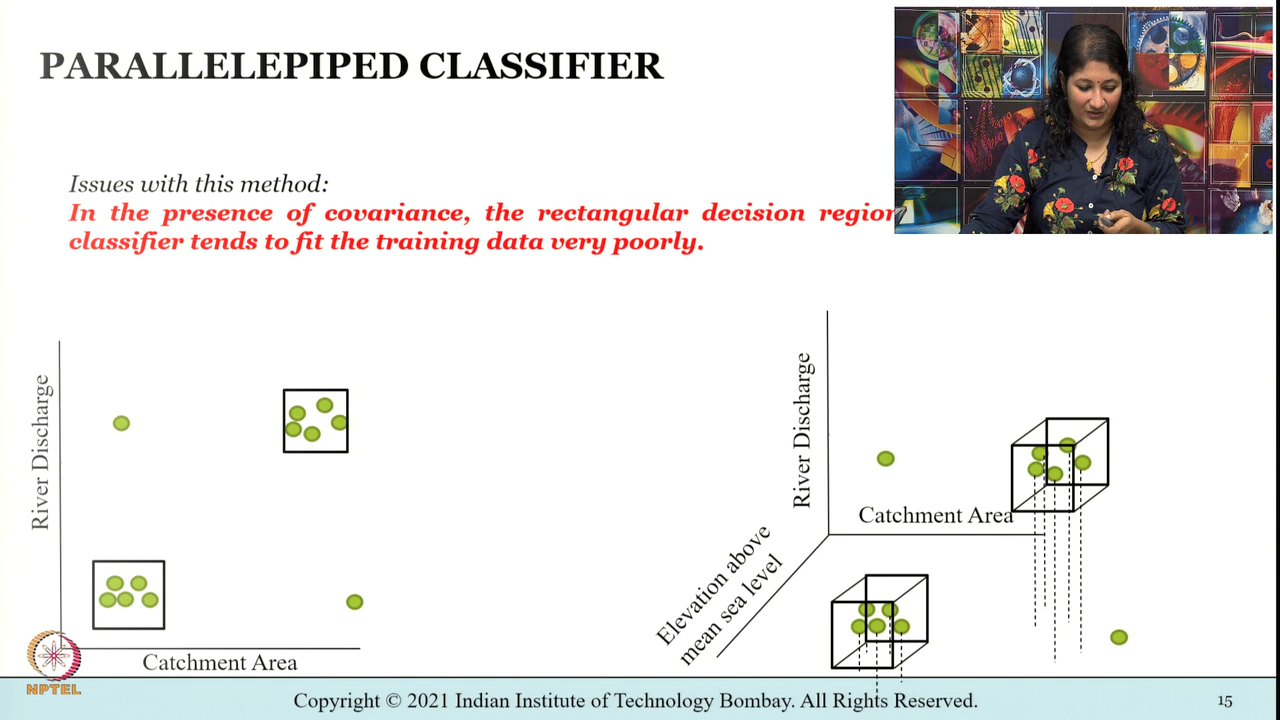 PARALLELEPIPED CLASSIFIER
Issues with this method:
In the presence of covariance, the rectangular decision region
classifier tends to fit the training data very poorly.
River Discharge
Catchment Area
River Discharge
Catchment Area
Elevation above
mean sea level
NPTEL
Copyright © 2021 Indian Institute of Technology Bombay. All Rights Reserved.
15